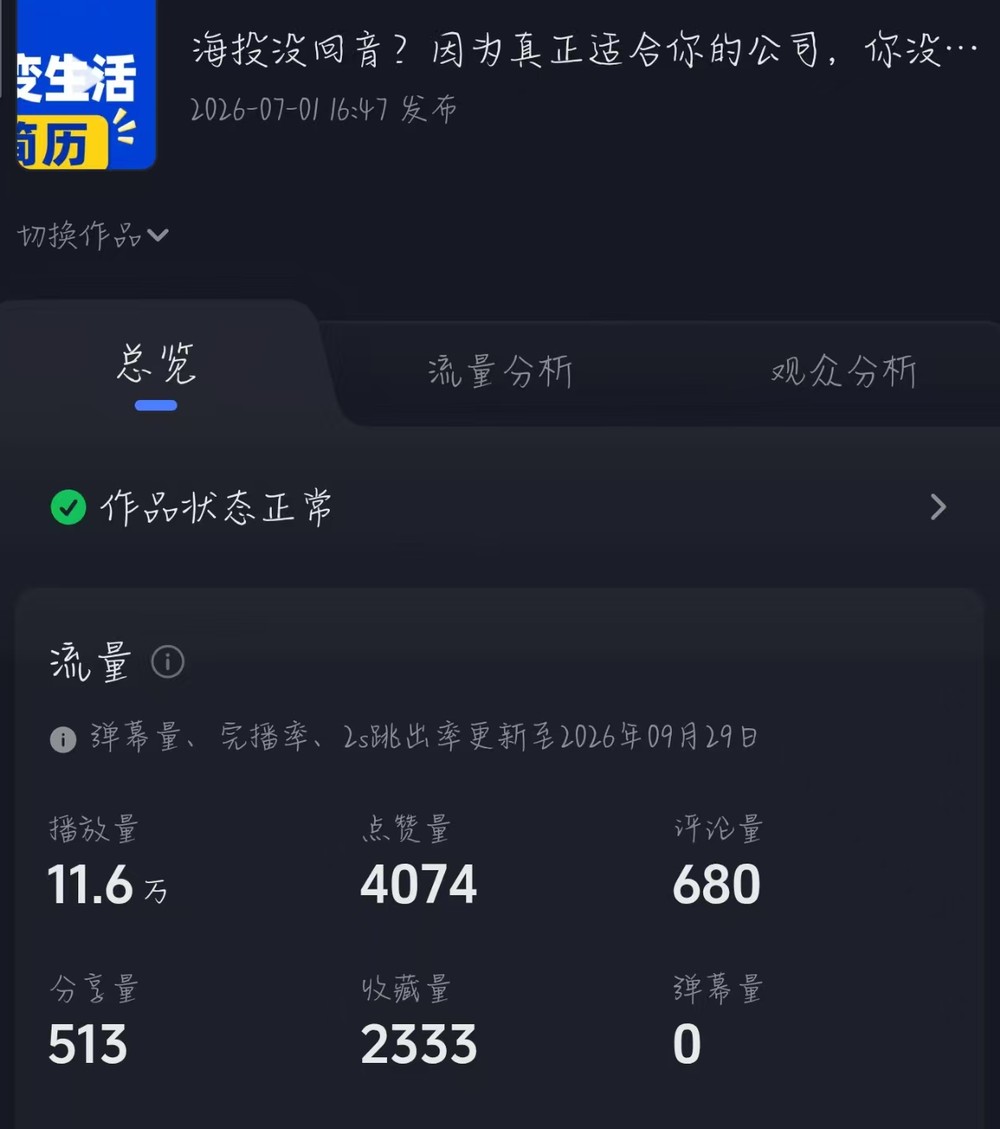 变生活
简历
海投没回音？因为真正适合你的公司，你没…
2026-07-01 16:47 发布
切换作品
总览
流量分析
观众分析
作品状态正常
流量
弹幕量、完播率、2s跳出率更新至2026年09月29日
播放量
点赞量
评论量
11.6万
4074
680
分享量
收藏量
弹幕量
513
2333
0